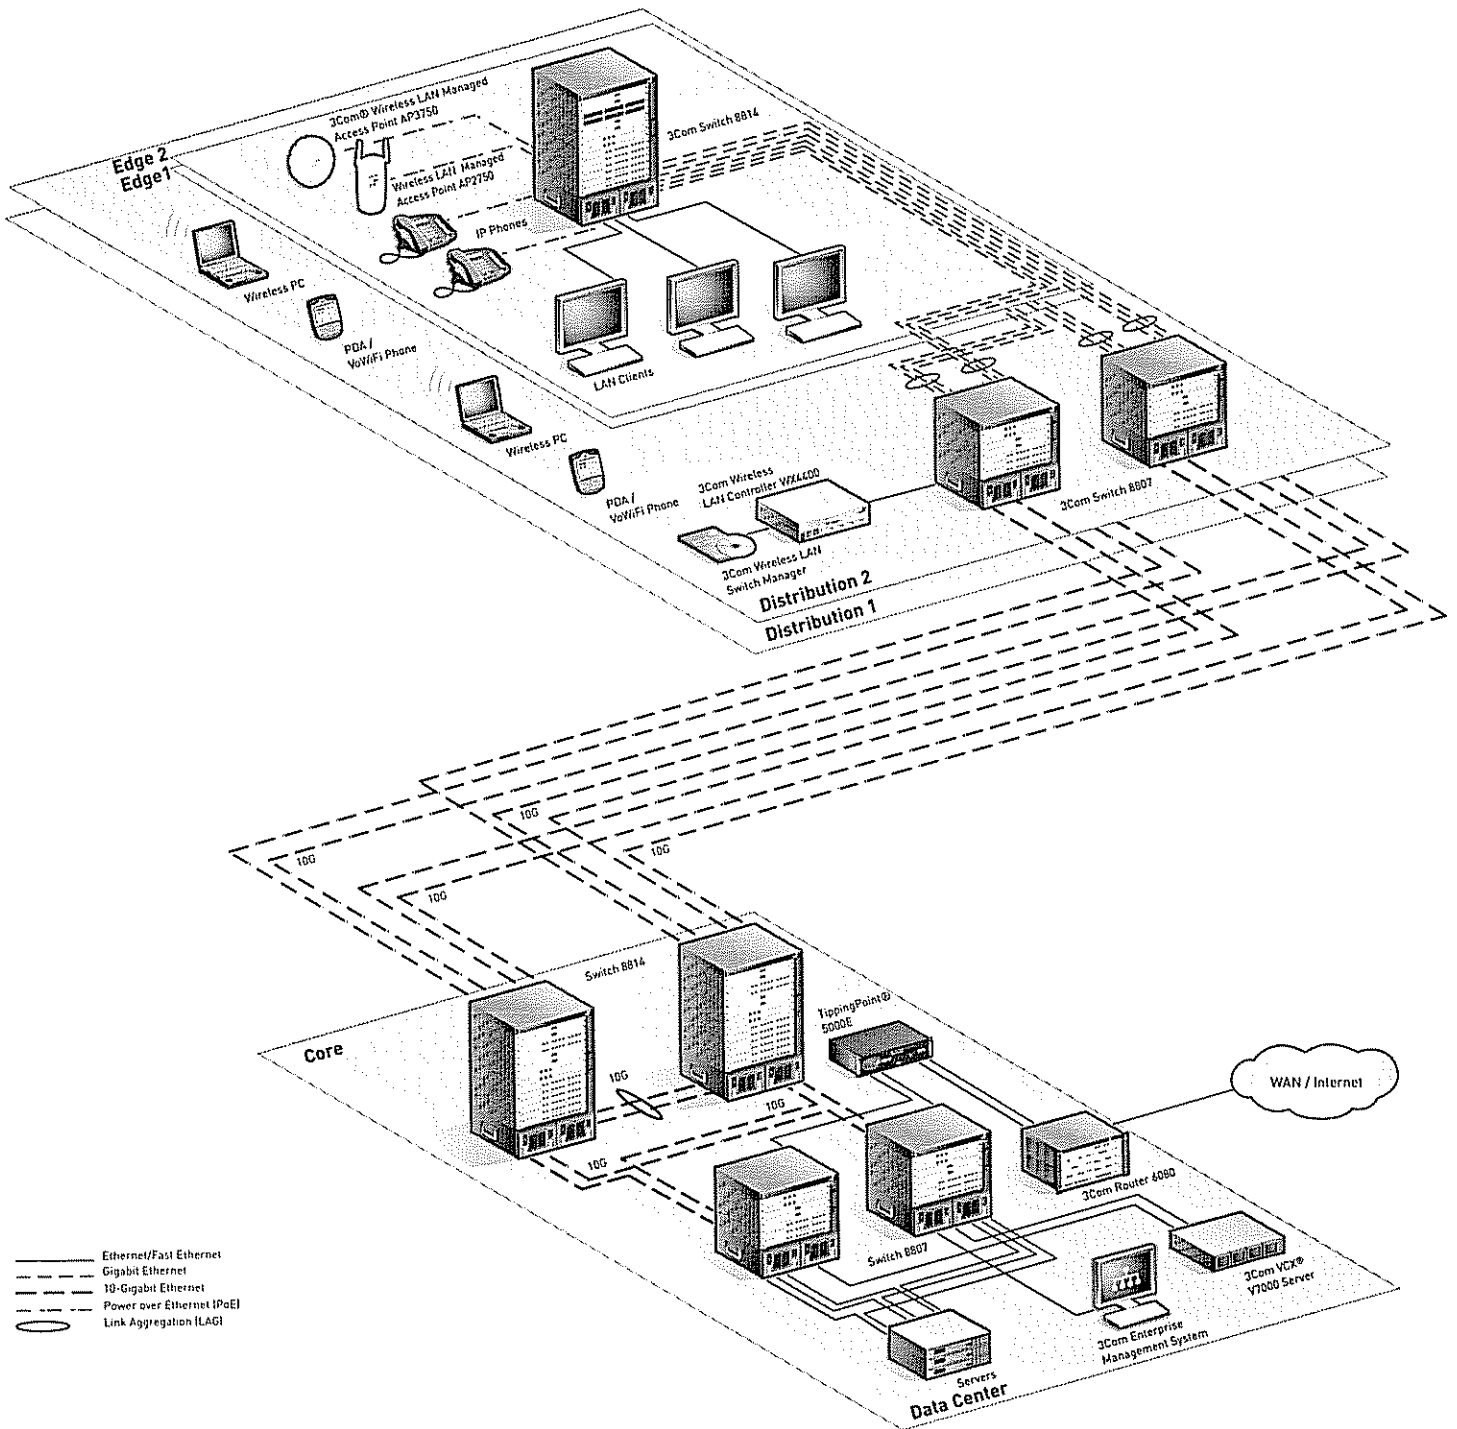 3Com® Wireless LAN Managed
Access Point AP3750
3Com Switch 8814
Edge 2
Edge1
Wireless LAN Managed
Access Point AP2750
IP Phones
Wireless PC
PDA /
VoWiFi Phone
LAN Clients
Wireless PC
PDA /
VoWiFi Phone
3Com Wireless
LAN Controller WX4400
3Com Switch 8807
3Com Wireless LAN
Switch Manager
Distribution 2
Distribution 1
10G
10G
10G
10G
Switch 8814
TippingPoint®
5000E
Core
10G
10G
10G
WAN / Internet
3Com Router 6080
Switch 8807
3Com VCX®
V7000 Server
3Com Enterprise
Management System
Servers
Data Center
Ethernet/Fast Ethernet
Gigabit Ethernet
10-Gigabit Ethernet
Power over Ethernet (PoE)
Link Aggregation (LAG)